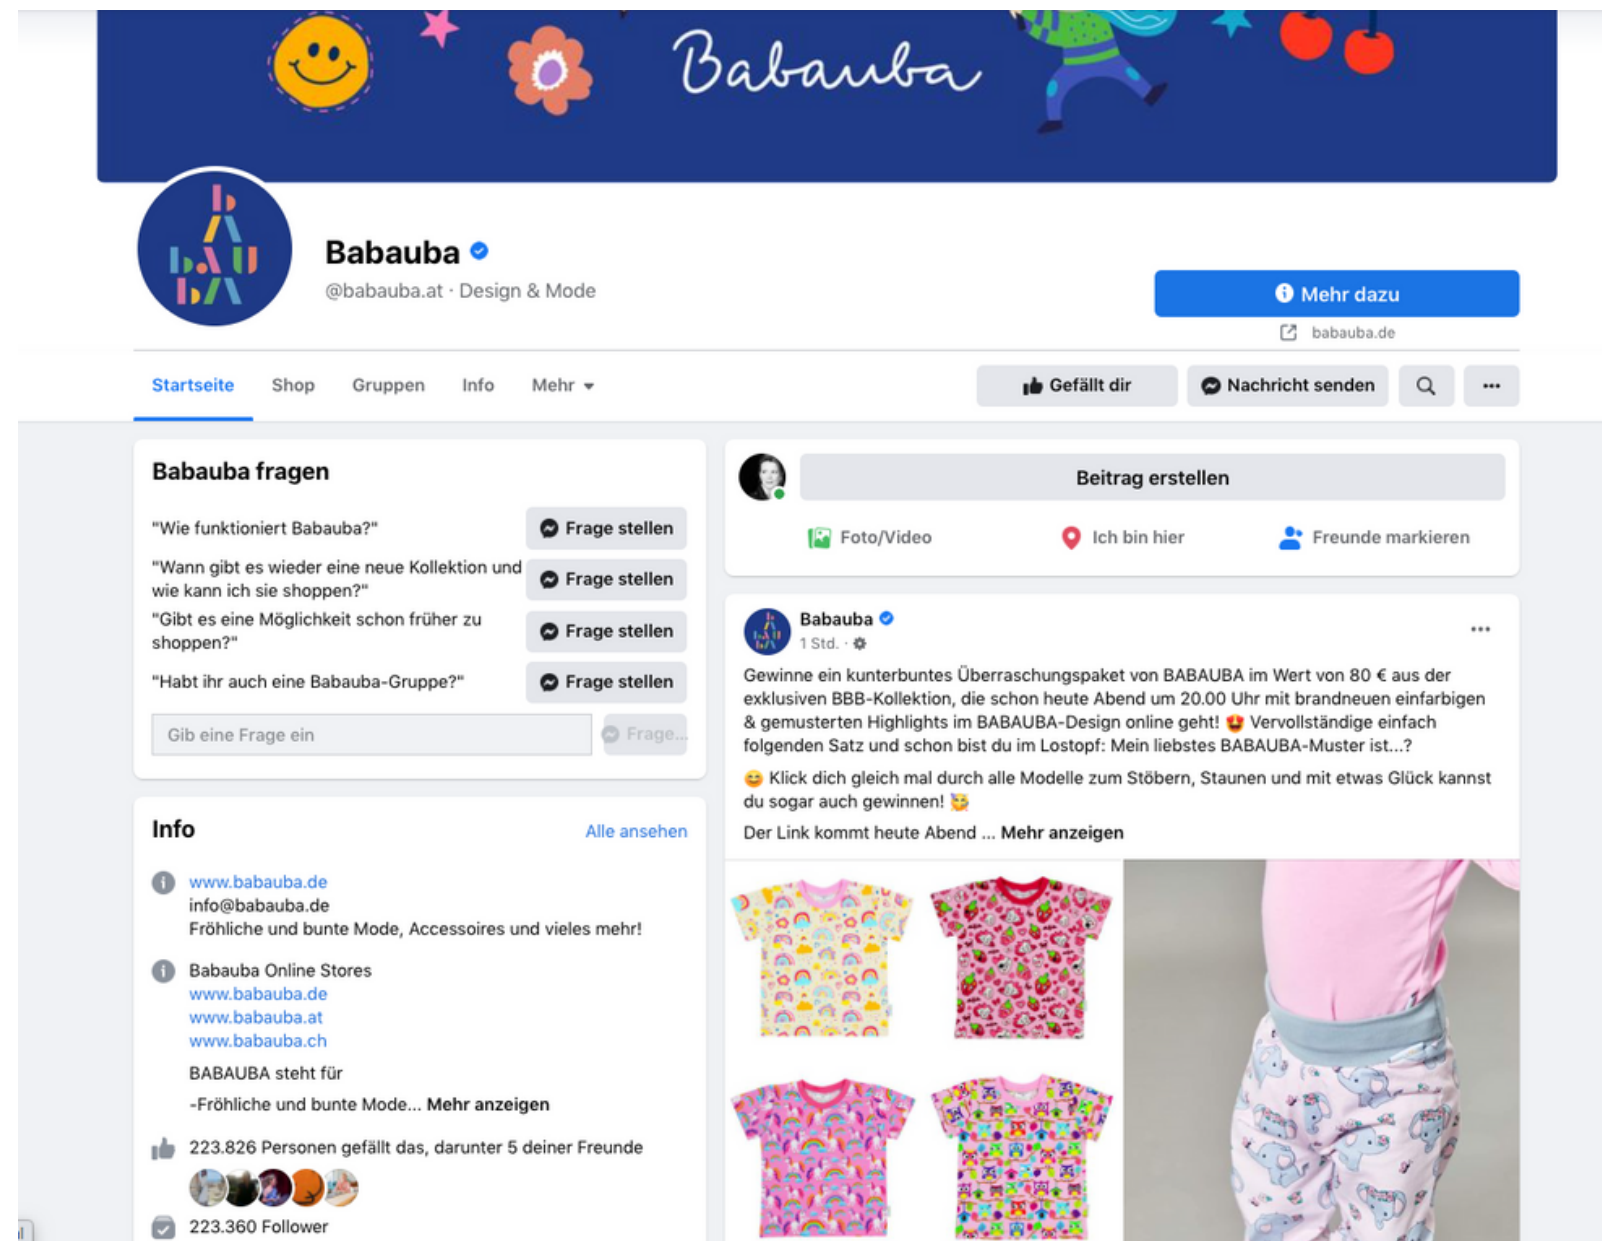 Babauba
b
A
bAU
bA
Babauba
@babauba.at · Design & Mode
Mehr dazu
babauba.de
Startseite
Shop
Gruppen
Info
Mehr
Gefällt dir
Nachricht senden
Babauba fragen
"Wie funktioniert Babauba?"
Frage stellen
"Wann gibt es wieder eine neue Kollektion und
wie kann ich sie shoppen?"
Frage stellen
"Gibt es eine Möglichkeit schon früher zu
shoppen?"
Frage stellen
"Habt ihr auch eine Babauba-Gruppe?"
Frage stellen
Gib eine Frage ein
Frage...
Info
Alle ansehen
www.babauba.de
info@babauba.de
Fröhliche und bunte Mode, Accessoires und vieles mehr!
Babauba Online Stores
www.babauba.de
www.babauba.at
www.babauba.ch
BABAUBA steht für
-Fröhliche und bunte Mode... Mehr anzeigen
223.826 Personen gefällt das, darunter 5 deiner Freunde
223.360 Follower
Beitrag erstellen
Foto/Video
Ich bin hier
Freunde markieren
Babauba
1 Std. ·
Gewinne ein kunterbuntes Überraschungspaket von BABAUBA im Wert von 80 € aus der
exklusiven BBB-Kollektion, die schon heute Abend um 20.00 Uhr mit brandneuen einfarbigen
& gemusterten Highlights im BABAUBA-Design online geht! 🤩 Vervollständige einfach
folgenden Satz und schon bist du im Lostopf: Mein liebstes BABAUBA-Muster ist...?
😊 Klick dich gleich mal durch alle Modelle zum Stöbern, Staunen und mit etwas Glück kannst
du sogar auch gewinnen! 🥳
Der Link kommt heute Abend ... Mehr anzeigen